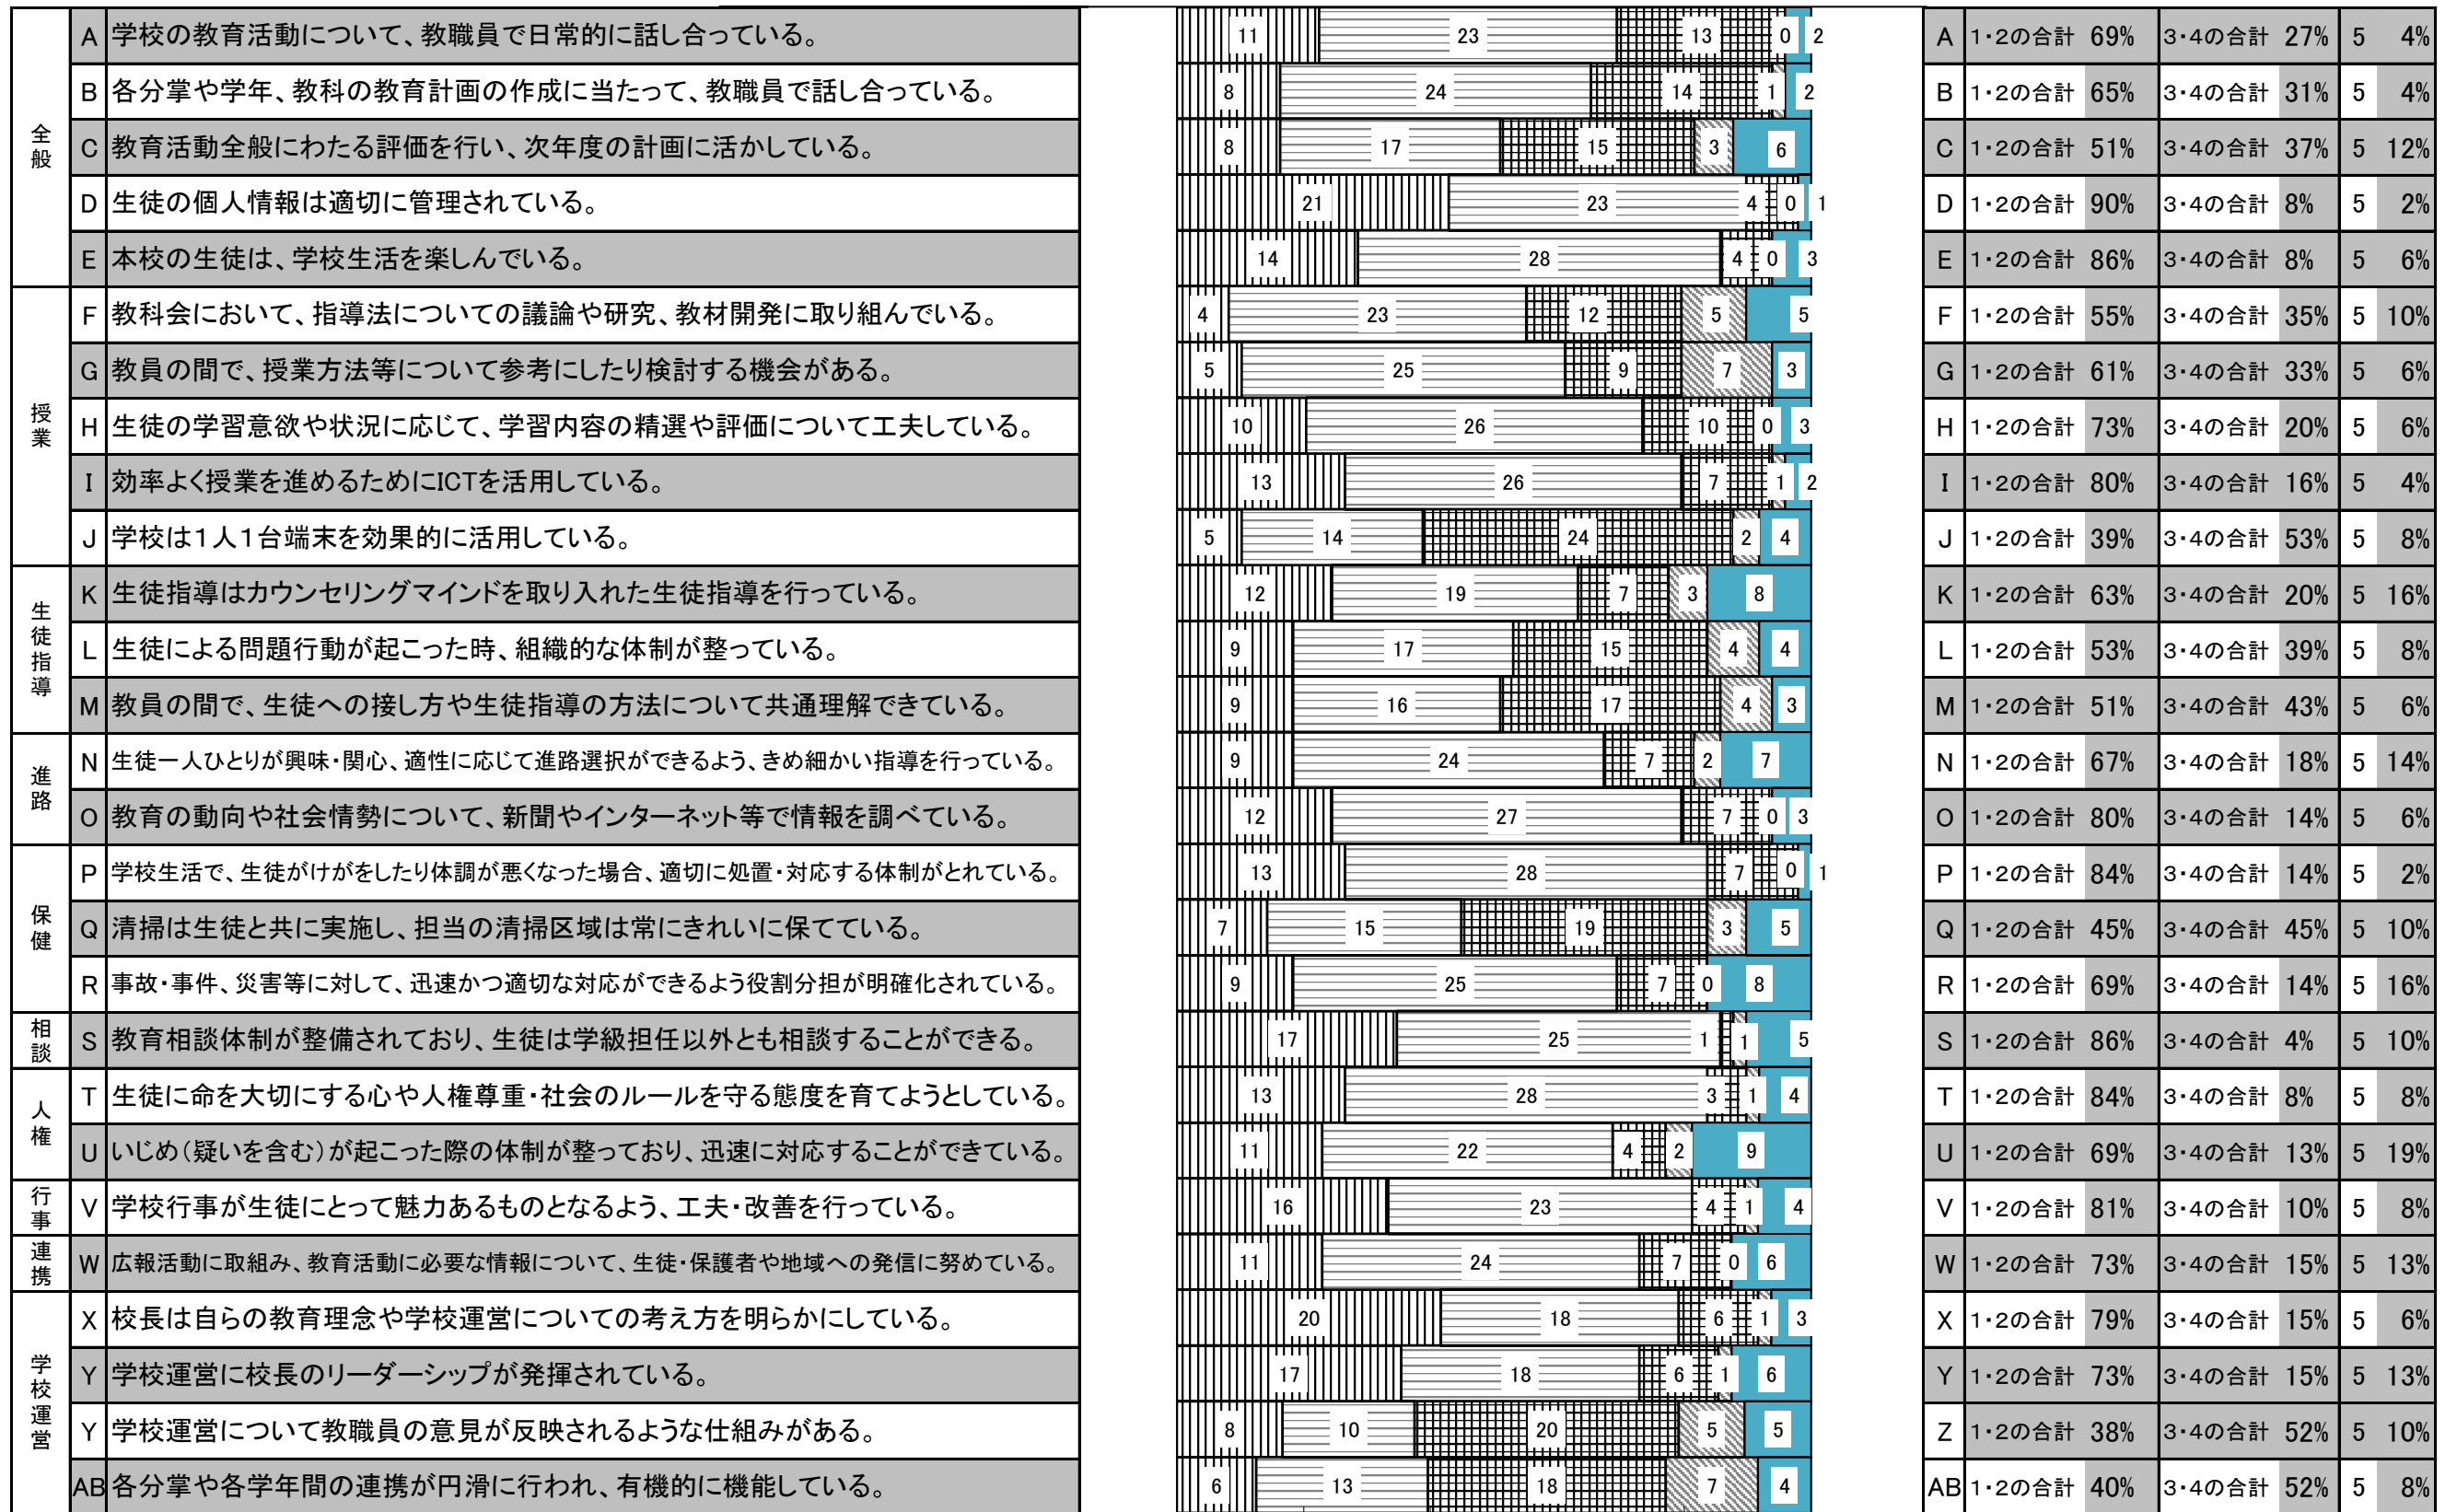 全般
A 学校の教育活動について、教職員で日常的に話し合っている。 11 23 13 0 2 A 1・2の合計 69% 3・4の合計 27% 5 4%
B 各分掌や学年、教科の教育計画の作成に当たって、教職員で話し合っている。 8 24 14 1 2 B 1・2の合計 65% 3・4の合計 31% 5 4%
C 教育活動全般にわたる評価を行い、次年度の計画に活かしている。 8 17 15 3 6 C 1・2の合計 51% 3・4の合計 37% 5 12%
D 生徒の個人情報は適切に管理されている。 21 23 4 0 1 D 1・2の合計 90% 3・4の合計 8% 5 2%
E 本校の生徒は、学校生活を楽しんでいる。 14 28 4 0 3 E 1・2の合計 86% 3・4の合計 8% 5 6%
授業
F 教科会において、指導法についての議論や研究、教材開発に取り組んでいる。 4 23 12 5 5 F 1・2の合計 55% 3・4の合計 35% 5 10%
G 教員の間で、授業方法等について参考にしたり検討する機会がある。 5 25 9 7 3 G 1・2の合計 61% 3・4の合計 33% 5 6%
H 生徒の学習意欲や状況に応じて、学習内容の精選や評価について工夫している。 10 26 10 0 3 H 1・2の合計 73% 3・4の合計 20% 5 6%
I 効率よく授業を進めるためにICTを活用している。 13 26 7 1 2 I 1・2の合計 80% 3・4の合計 16% 5 4%
J 学校は1人1台端末を効果的に活用している。 5 14 24 2 4 J 1・2の合計 39% 3・4の合計 53% 5 8%
生徒指導
K 生徒指導はカウンセリングマインドを取り入れた生徒指導を行っている。 12 19 7 3 8 K 1・2の合計 63% 3・4の合計 20% 5 16%
L 生徒による問題行動が起こった時、組織的な体制が整っている。 9 17 15 4 4 L 1・2の合計 53% 3・4の合計 39% 5 8%
M 教員の間で、生徒への接し方や生徒指導の方法について共通理解できている。 9 16 17 4 3 M 1・2の合計 51% 3・4の合計 43% 5 6%
進路
N 生徒一人ひとりが興味・関心、適性に応じて進路選択ができるよう、きめ細かい指導を行っている。 9 24 7 2 7 N 1・2の合計 67% 3・4の合計 18% 5 14%
O 教育の動向や社会情勢について、新聞やインターネット等で情報を調べている。 12 27 7 0 3 O 1・2の合計 80% 3・4の合計 14% 5 6%
保健
P 学校生活で、生徒がけがをしたり体調が悪くなった場合、適切に処置・対応する体制がとれている。 13 28 7 0 1 P 1・2の合計 84% 3・4の合計 14% 5 2%
Q 清掃は生徒と共に実施し、担当の清掃区域は常にきれいに保てている。 7 15 19 3 5 Q 1・2の合計 45% 3・4の合計 45% 5 10%
R 事故・事件、災害等に対して、迅速かつ適切な対応ができるよう役割分担が明確化されている。 9 25 7 0 8 R 1・2の合計 69% 3・4の合計 14% 5 16%
相談
S 教育相談体制が整備されており、生徒は学級担任以外とも相談することができる。 17 25 1 1 5 S 1・2の合計 86% 3・4の合計 4% 5 10%
人権
T 生徒に命を大切にする心や人権尊重・社会のルールを守る態度を育てようとしている。 13 28 3 1 4 T 1・2の合計 84% 3・4の合計 8% 5 8%
U いじめ(疑いを含む)が起こった際の体制が整っており、迅速に対応することができている。 11 22 4 2 9 U 1・2の合計 69% 3・4の合計 13% 5 19%
行事
V 学校行事が生徒にとって魅力あるものとなるよう、工夫・改善を行っている。 16 23 4 1 4 V 1・2の合計 81% 3・4の合計 10% 5 8%
連携
W 広報活動に取組み、教育活動に必要な情報について、生徒・保護者や地域への発信に努めている。 11 24 7 0 6 W 1・2の合計 73% 3・4の合計 15% 5 13%
学校運営
X 校長は自らの教育理念や学校運営についての考え方を明らかにしている。 20 18 6 1 3 X 1・2の合計 79% 3・4の合計 15% 5 6%
Y 学校運営に校長のリーダーシップが発揮されている。 17 18 6 1 6 Y 1・2の合計 73% 3・4の合計 15% 5 13%
Y 学校運営について教職員の意見が反映されるような仕組みがある。 8 10 20 5 5 Z 1・2の合計 38% 3・4の合計 52% 5 10%
AB 各分掌や各学年間の連携が円滑に行われ、有機的に機能している。 6 13 18 7 4 AB 1・2の合計 40% 3・4の合計 52% 5 8%